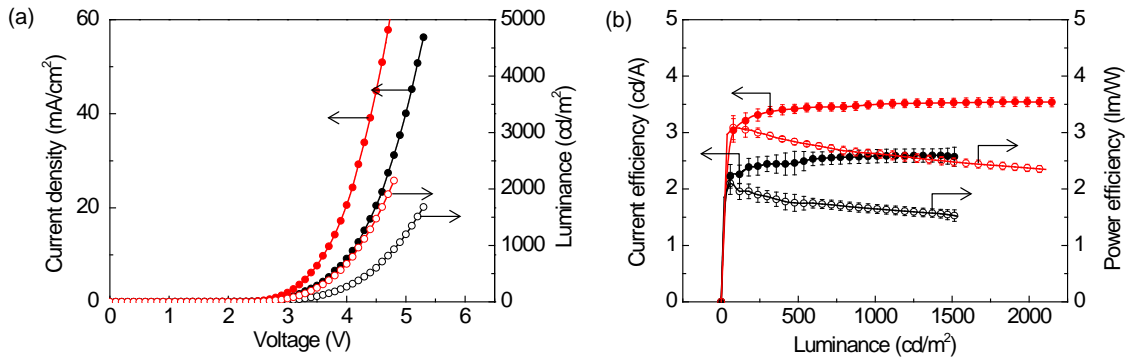 (a)
60
40
20
0
Current density (mA/cm²)
0 1 2 3 4 5 6
Voltage (V)
5000
4000
3000
2000
1000
0
Luminance (cd/m²)
(b)
5
4
3
2
1
0
Current efficiency (cd/A)
0 500 1000 1500 2000
Luminance (cd/m²)
5
4
3
2
1
0
Power efficiency (lm/W)